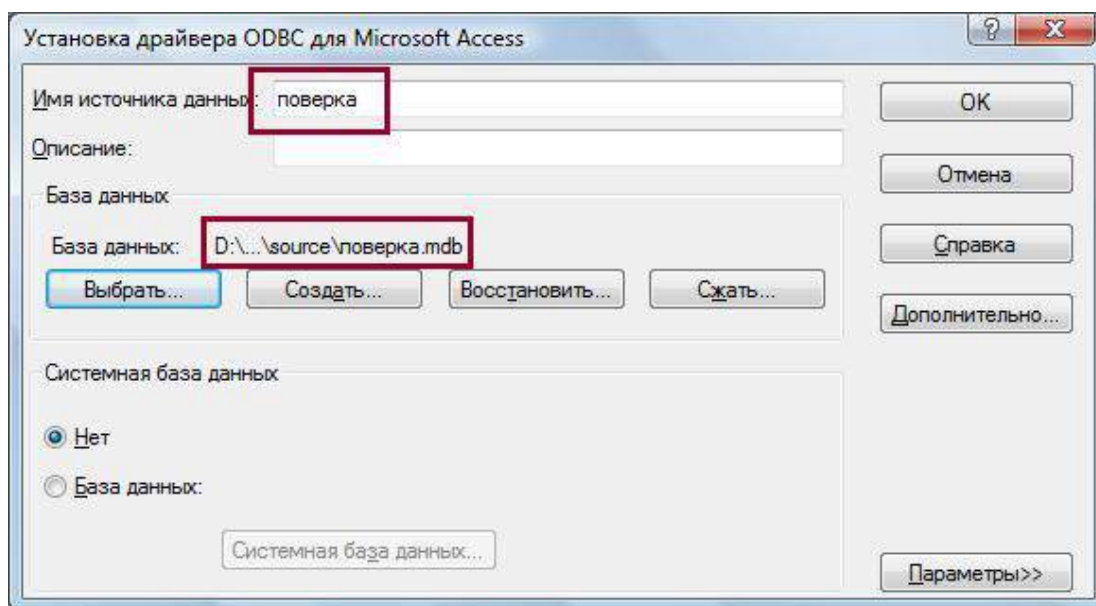 Установка драйвера ODBC для Microsoft Access
Имя источника данных: поверка
OK
Описание:
Отмена
База данных
База данных: D:\...\source\поверка.mdb
Справка
Выбрать... Создать... Восстановить... Сжать...
Дополнительно...
Системная база данных
Нет
База данных:
Системная база данных...
Параметры>>